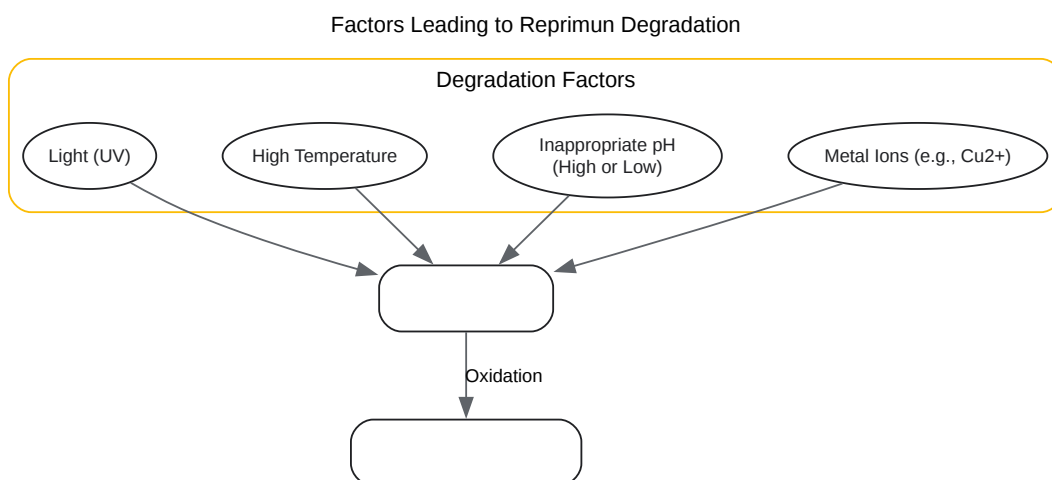 Factors Leading to Reprimun Degradation
Degradation Factors
Light (UV)
High Temperature
Inappropriate pH
(High or Low)
Metal Ions (e.g., Cu2+)
Oxidation